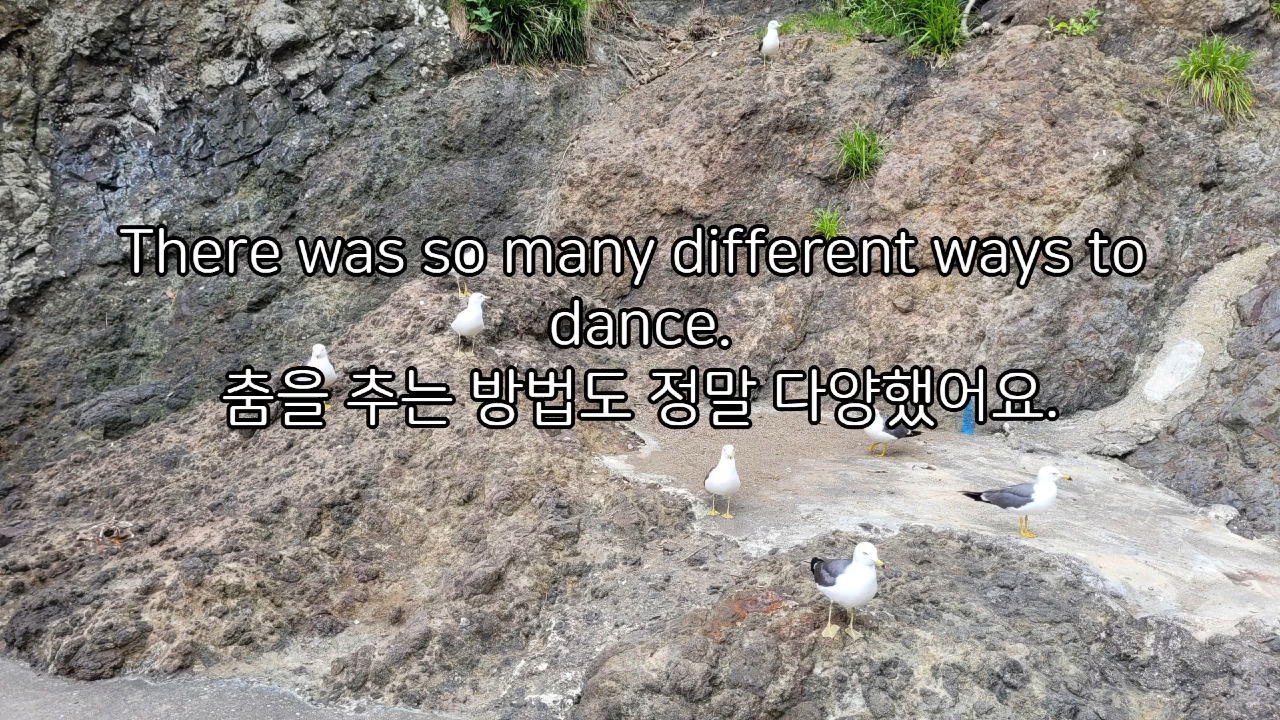 There was so many different ways to
dance.
춤을 추는 방법도 정말 다양했어요.